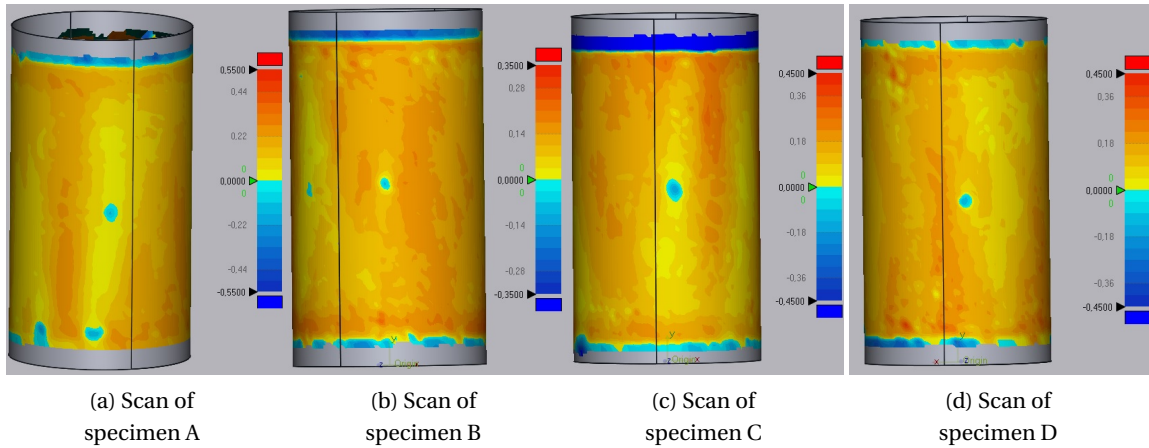 0,5500
0,44
0,22
0
0,0000
0
-0,22
-0,44
-0,5500
0,3500
0,28
0,14
0
0,0000
0
-0,14
-0,28
-0,3500
y
z
Origin
x
0,4500
0,36
0,18
0
0,0000
0
-0,18
-0,36
-0,4500
y
z
Origin
x
0,4500
0,36
0,18
0
0,0000
0
-0,18
-0,36
-0,4500
y
x
z
Origin
(a) Scan of
specimen A
(b) Scan of
specimen B
(c) Scan of
specimen C
(d) Scan of
specimen D